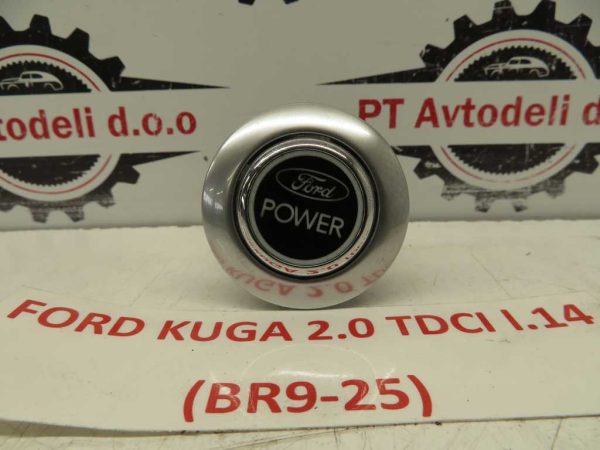 Avtodeli d.o.o
PT Avtodeli d.
Ford
POWER
FORD KUGA 2.0 TDCI l.14
(BR9-25)